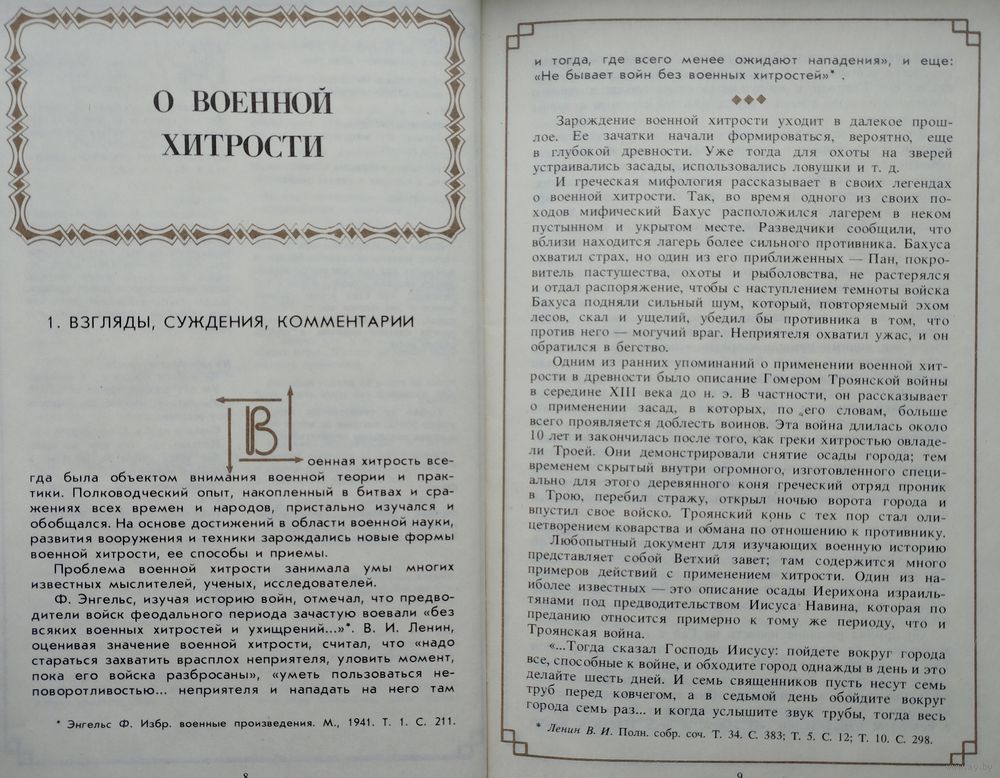 О ВОЕННОЙ
ХИТРОСТИ
1. ВЗГЛЯДЫ, СУЖДЕНИЯ, КОММЕНТАРИИ
Военная хитрость все-
гда была объектом внимания военной теории и прак-
тики. Полководческий опыт, накопленный в битвах и сра-
жениях всех времен и народов, пристально изучался и
обобщался. На основе достижений в области военной науки,
развития вооружения и техники зарождались новые формы
военной хитрости, ее способы и приемы.
Проблема военной хитрости занимала умы многих
известных мыслителей, ученых, исследователей.
Ф. Энгельс, изучая историю войн, отмечал, что предво-
дители войск феодального периода зачастую воевали «без
всяких военных хитростей и ухищрений...»*. В. И. Ленин,
оценивая значение военной хитрости, считал, что «надо
стараться захватить врасплох неприятеля, уловить момент,
пока его войска разбросаны», «уметь пользоваться не-
поворотливостью... неприятеля и нападать на него там
* Энгельс Ф. Избр. военные произведения. М., 1941. Т. 1. С. 211.
8
и тогда, где всего менее ожидают нападения», и еще:
«Не бывает войн без военных хитростей»* .
Зарождение военной хитрости уходит в далекое прош-
лое. Ее зачатки начали формироваться, вероятно, еще
в глубокой древности. Уже тогда для охоты на зверей
устраивались засады, использовались ловушки и т. д.
И греческая мифология рассказывает в своих легендах
о военной хитрости. Так, во время одного из своих по-
ходов мифический Бахус расположился лагерем в неком
пустынном и укрытом месте. Разведчики сообщили, что
вблизи находится лагерь более сильного противника. Бахуса
охватил страх, но один из его приближенных — Пан, покро-
витель пастушества, охоты и рыболовства, не растерялся
и отдал распоряжение, чтобы с наступлением темноты войска
Бахуса подняли сильный шум, который, повторяемый эхом
лесов, скал и ущелий, убедил бы противника в том, что
против него — могучий враг. Неприятеля охватил ужас, и он
обратился в бегство.
Одним из ранних упоминаний о применении военной хит-
рости в древности было описание Гомером Троянской войны
в середине XIII века до н. э. В частности, он рассказывает
о применении засад, в которых, по его словам, больше
всего проявляется доблесть воинов. Эта война длилась около
10 лет и закончилась после того, как греки хитростью овладе-
ли Троей. Они демонстрировали снятие осады города; тем
временем скрытый внутри огромного, изготовленного специ-
ально для этого деревянного коня греческий отряд проник
в Трою, перебил стражу, открыл ночью ворота города и
впустил свое войско. Троянский конь с тех пор стал оли-
цетворением коварства и обмана по отношению к противнику.
Любопытный документ для изучающих военную историю
представляет собой Ветхий завет; там содержится много
примеров действий с применением хитрости. Один из на-
иболее известных — это описание осады Иерихона израиль-
тянами под предводительством Иисуса Навина, которая по
преданию относится примерно к тому же периоду, что и
Троянская война.
«...Тогда сказал Господь Иисусу: пойдете вокруг города
все, способные к войне, и обходите город однажды в день и это
делайте шесть дней. И семь священников пусть несут семь
труб перед ковчегом, а в седьмой день обойдите вокруг
города семь раз... и когда услышите звук трубы, тогда весь
* Ленин В. И. Полн. собр. соч. Т. 34. С. 383; Т. 5. С. 12; Т. 10. С. 298.
9